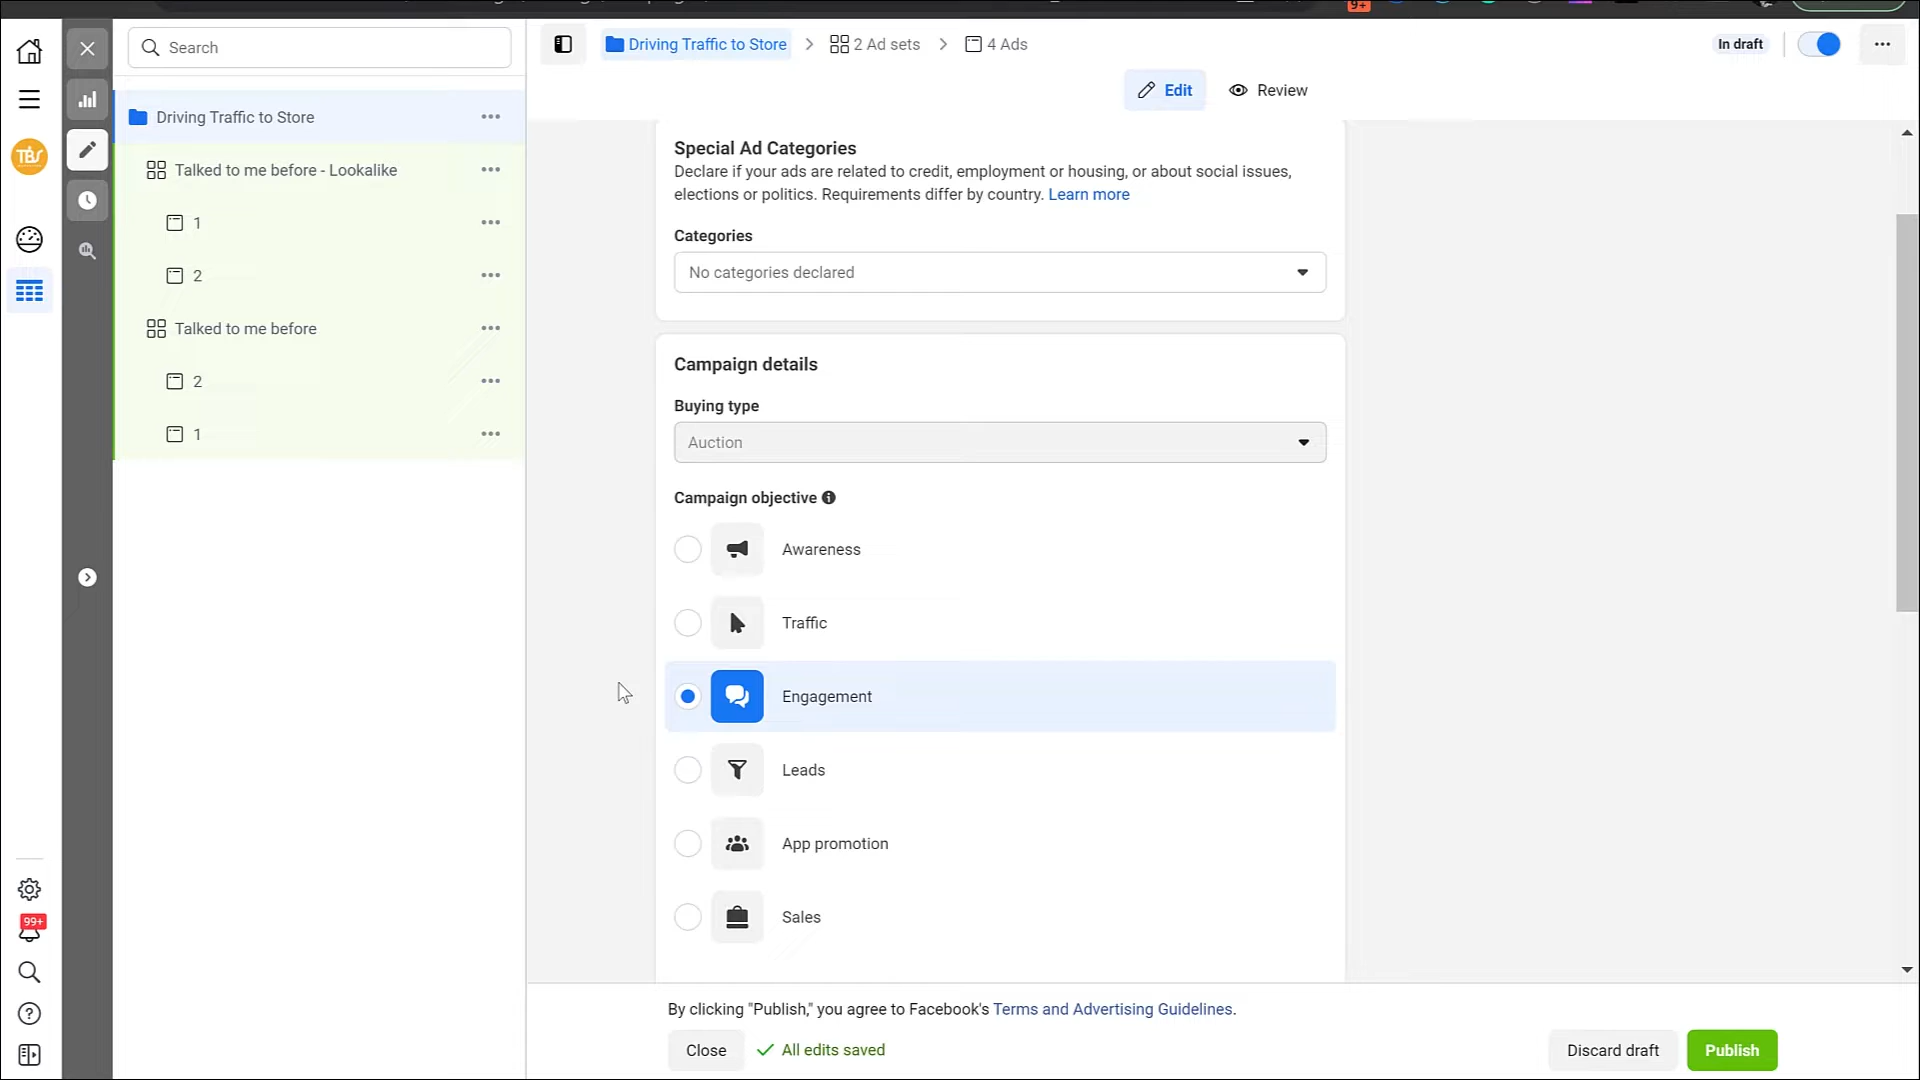 9+
Search
Driving Traffic to Store
2 Ad sets
4 Ads
In draft
Edit
Review
TBS
Driving Traffic to Store
Talked to me before - Lookalike
1
2
Talked to me before
2
1
Special Ad Categories
Declare if your ads are related to credit, employment or housing, or about social issues,
elections or politics. Requirements differ by country. Learn more
Categories
No categories declared
Campaign details
Buying type
Auction
Campaign objective
Awareness
Traffic
Engagement
Leads
App promotion
Sales
99+
By clicking "Publish," you agree to Facebook's Terms and Advertising Guidelines.
Close
All edits saved
Discard draft
Publish